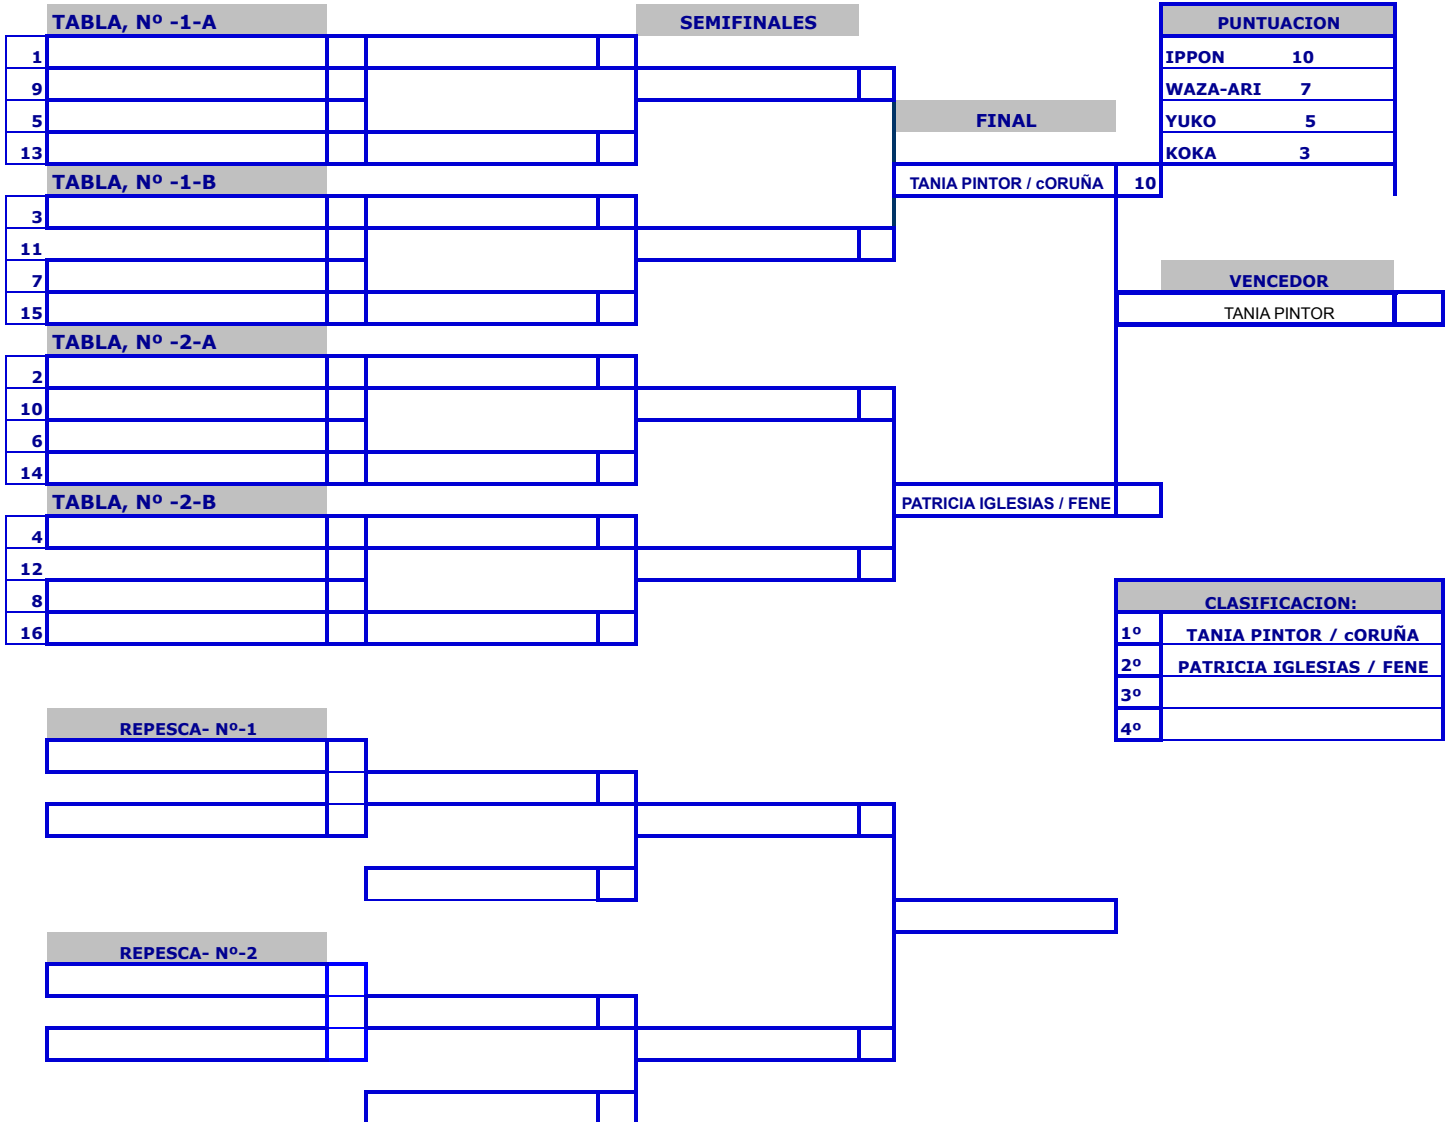 TABLA, Nº -1-A
SEMIFINALES
PUNTUACION
1
IPPON 10
9
WAZA-ARI 7
5
FINAL
YUKO 5
13
KOKA 3
TABLA, Nº -1-B
TANIA PINTOR / cORUÑA 10
3
11
7
VENCEDOR
15
TANIA PINTOR
TABLA, Nº -2-A
2
10
6
14
TABLA, Nº -2-B
PATRICIA IGLESIAS / FENE
4
12
8
CLASIFICACION:
16
1º TANIA PINTOR / cORUÑA
2º PATRICIA IGLESIAS / FENE
3º
4º
REPESCA- Nº-1
REPESCA- Nº-2